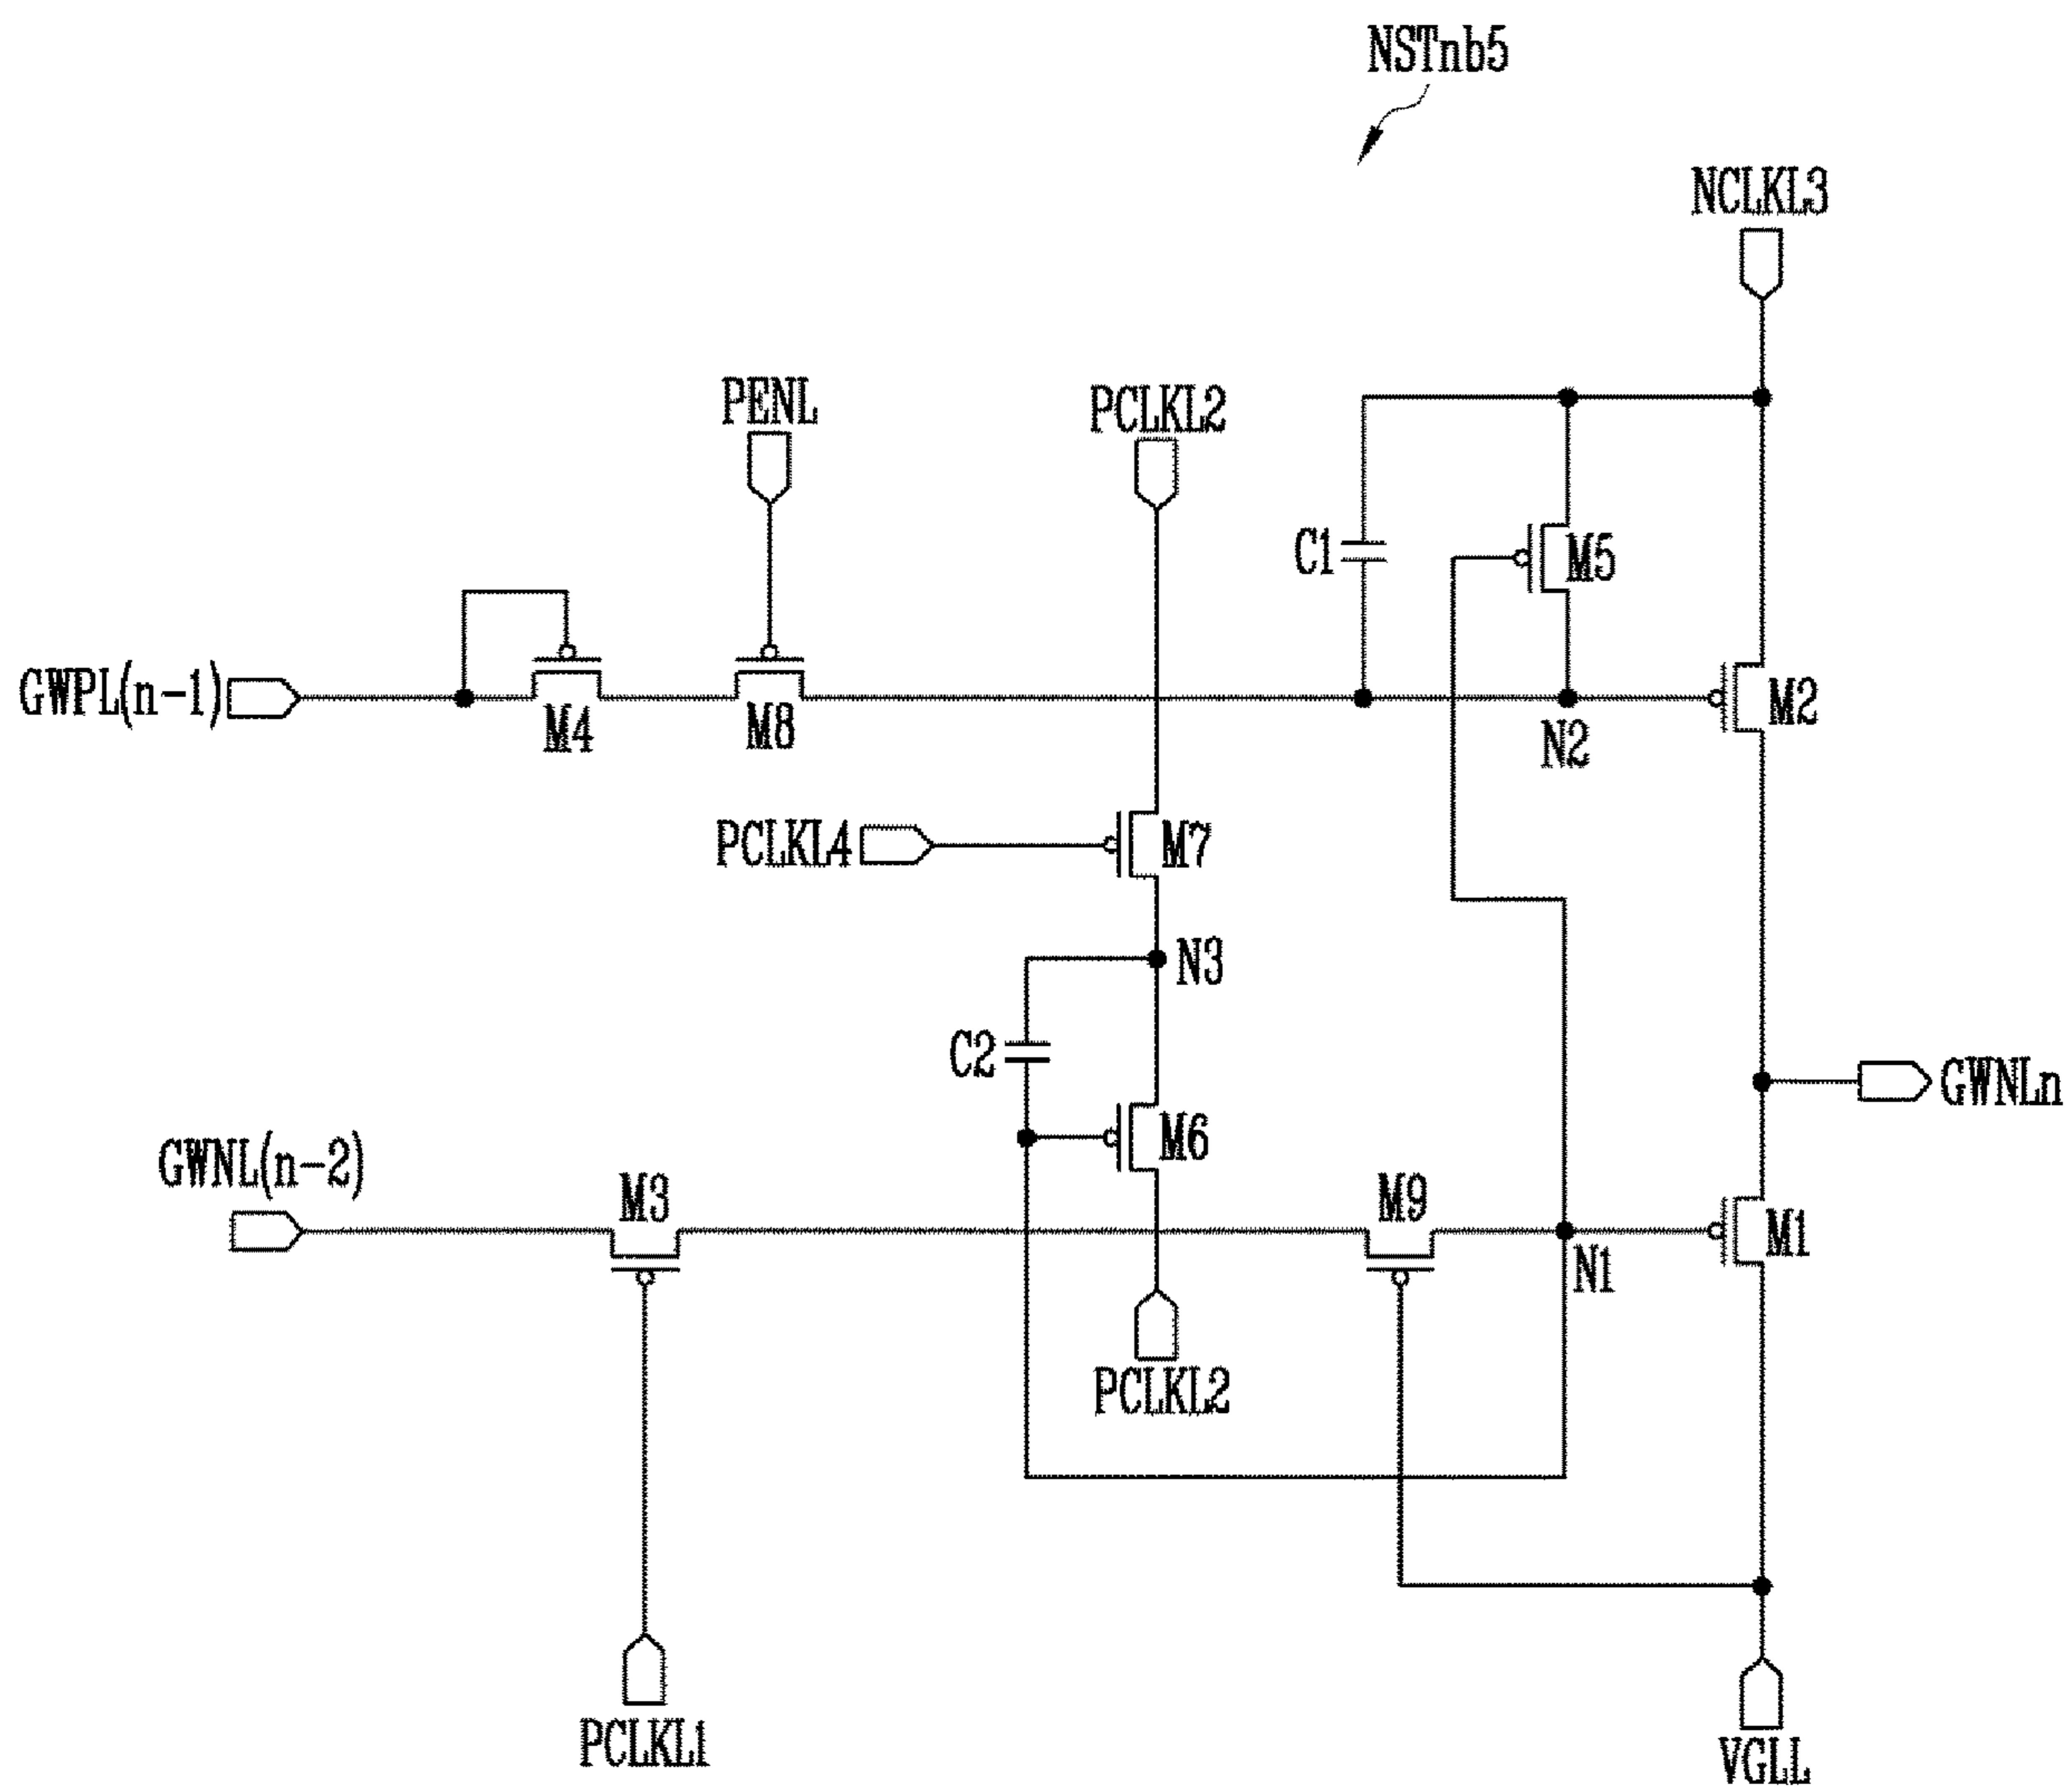 NSTnb5
NCLKL3
PENL
PCLKL2
C1
M5
GWPL(n-1)
M4
M8
N2
M2
PCLKL4
M7
N3
C2
M6
GWNLn
GWNL(n-2)
M3
M9
N1
M1
PCLKL2
PCLKL1
VGLL